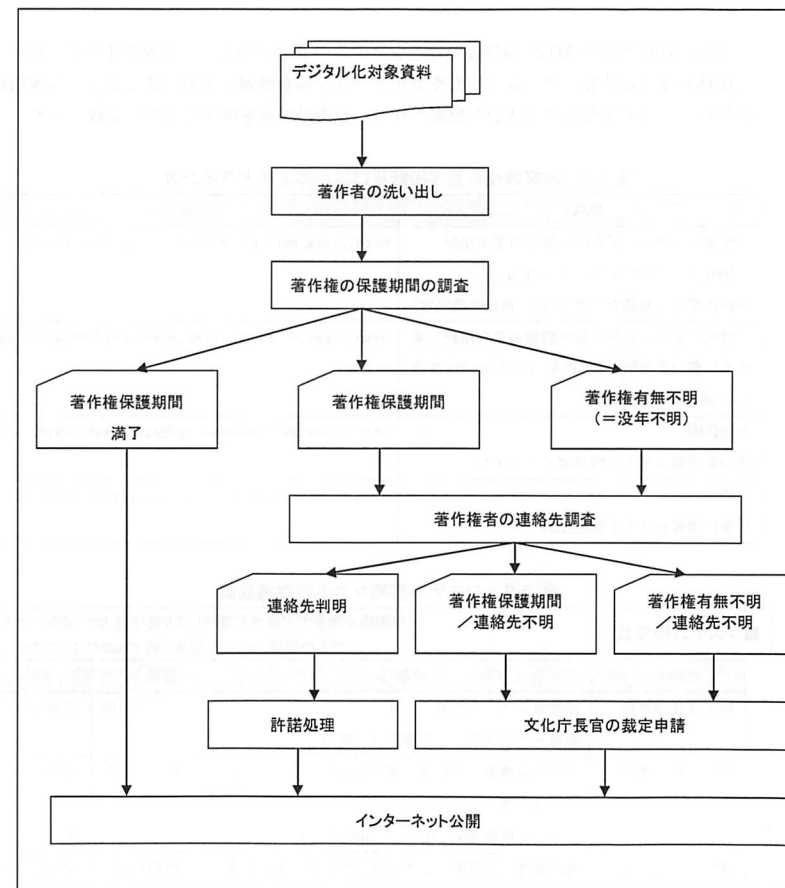 デジタル化対象資料
著作者の洗い出し
著作権の保護期間の調査
著作権保護期間
満了
著作権保護期間
著作権有無不明
（＝没年不明）
著作権者の連絡先調査
連絡先判明
著作権保護期間
／連絡先不明
著作権有無不明／
連絡先不明
許諾処理
文化庁長官の裁定申請
インターネット公開